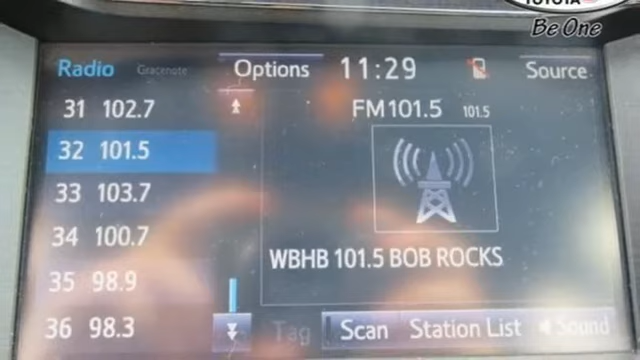 TOYOTA
Be One
Radio Gracenote Options 11:29 Source
31 102.7
32 101.5
33 103.7
34 100.7
35 98.9
36 98.3
FM101.5 101.5
WBHB 101.5 BOB ROCKS
Tag Scan Station List Sound